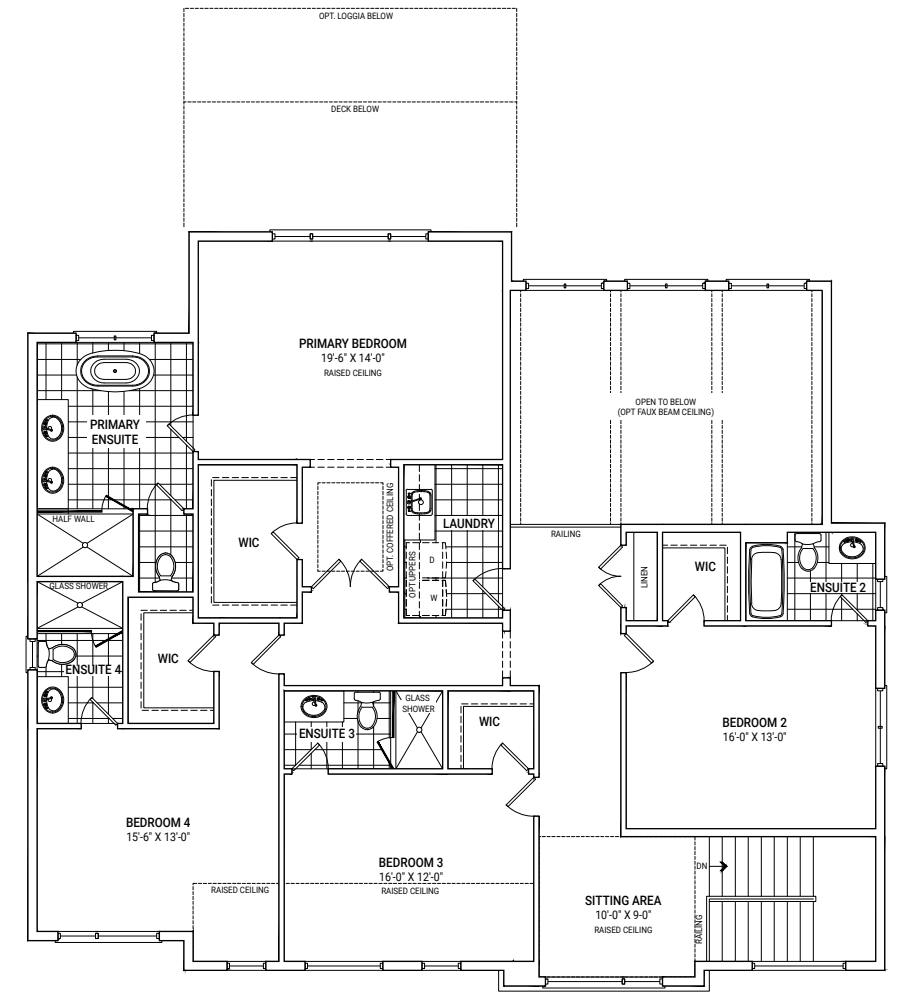 OPT. LOGGIA BELOW
DECK BELOW
PRIMARY BEDROOM
19'-6" X 14'-0"
RAISED CEILING
OPEN TO BELOW
(OPT FAUX BEAM CEILING)
PRIMARY
ENSUITE
HALF WALL
WIC
OPT. COFFERED CEILING
LAUNDRY
OPT UPPERS
D
W
RAILING
LINEN
WIC
ENSUITE 2
GLASS SHOWER
ENSUITE 4
WIC
ENSUITE 3
GLASS
SHOWER
WIC
BEDROOM 2
16'-0" X 13'-0"
BEDROOM 4
15'-6" X 13'-0"
RAISED CEILING
BEDROOM 3
16'-0" X 12'-0"
RAISED CEILING
SITTING AREA
10'-0" X 9-0"
RAISED CEILING
DN
RAILING